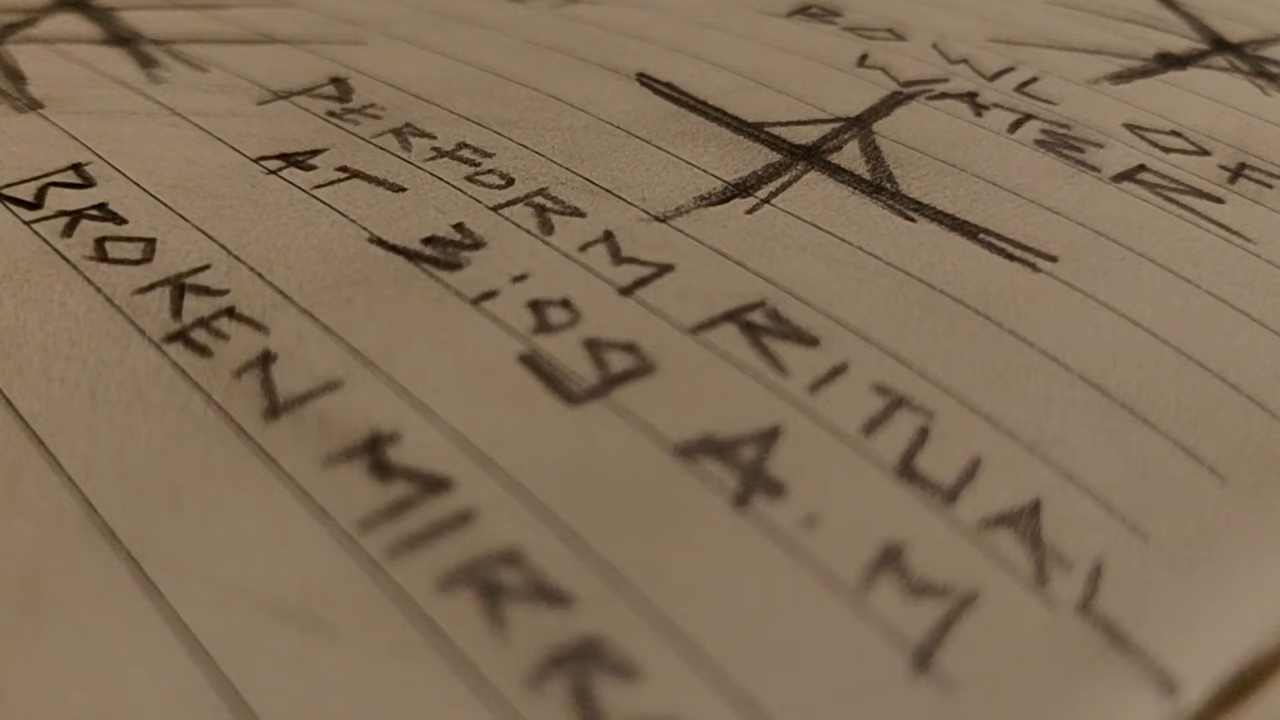 BOWL OF
WATER
PERFORM RITUAL
AT 3:09 A.M
BROKEN MIRR